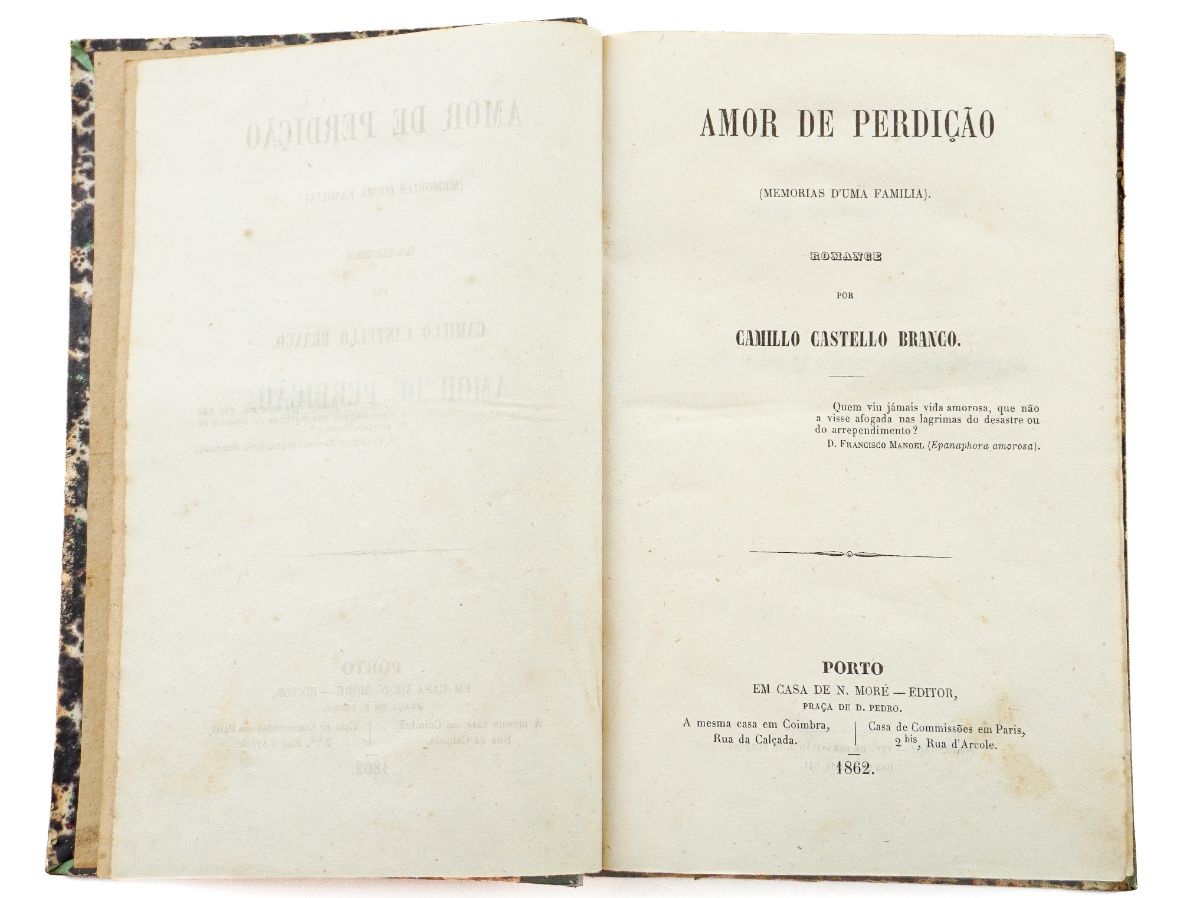 AMOR DE PERDIÇÃO
(MEMORIAS D'UMA FAMILIA).
ROMANCE
POR
CAMILLO CASTELLO BRANCO.
Quem viu jámais vida amorosa, que não
a visse afogada nas lagrimas do desastre ou
do arrependimento?
D. FRANCISCO MANOEL (Epanaphora amorosa).
PORTO
EM CASA DE N. MORÉ — EDITOR,
PRAÇA DE D. PEDRO.
A mesma casa em Coimbra,
Rua da Calçada.
Casa de Commissões em Paris,
2 bis, Rua d'Arcole.
1862.